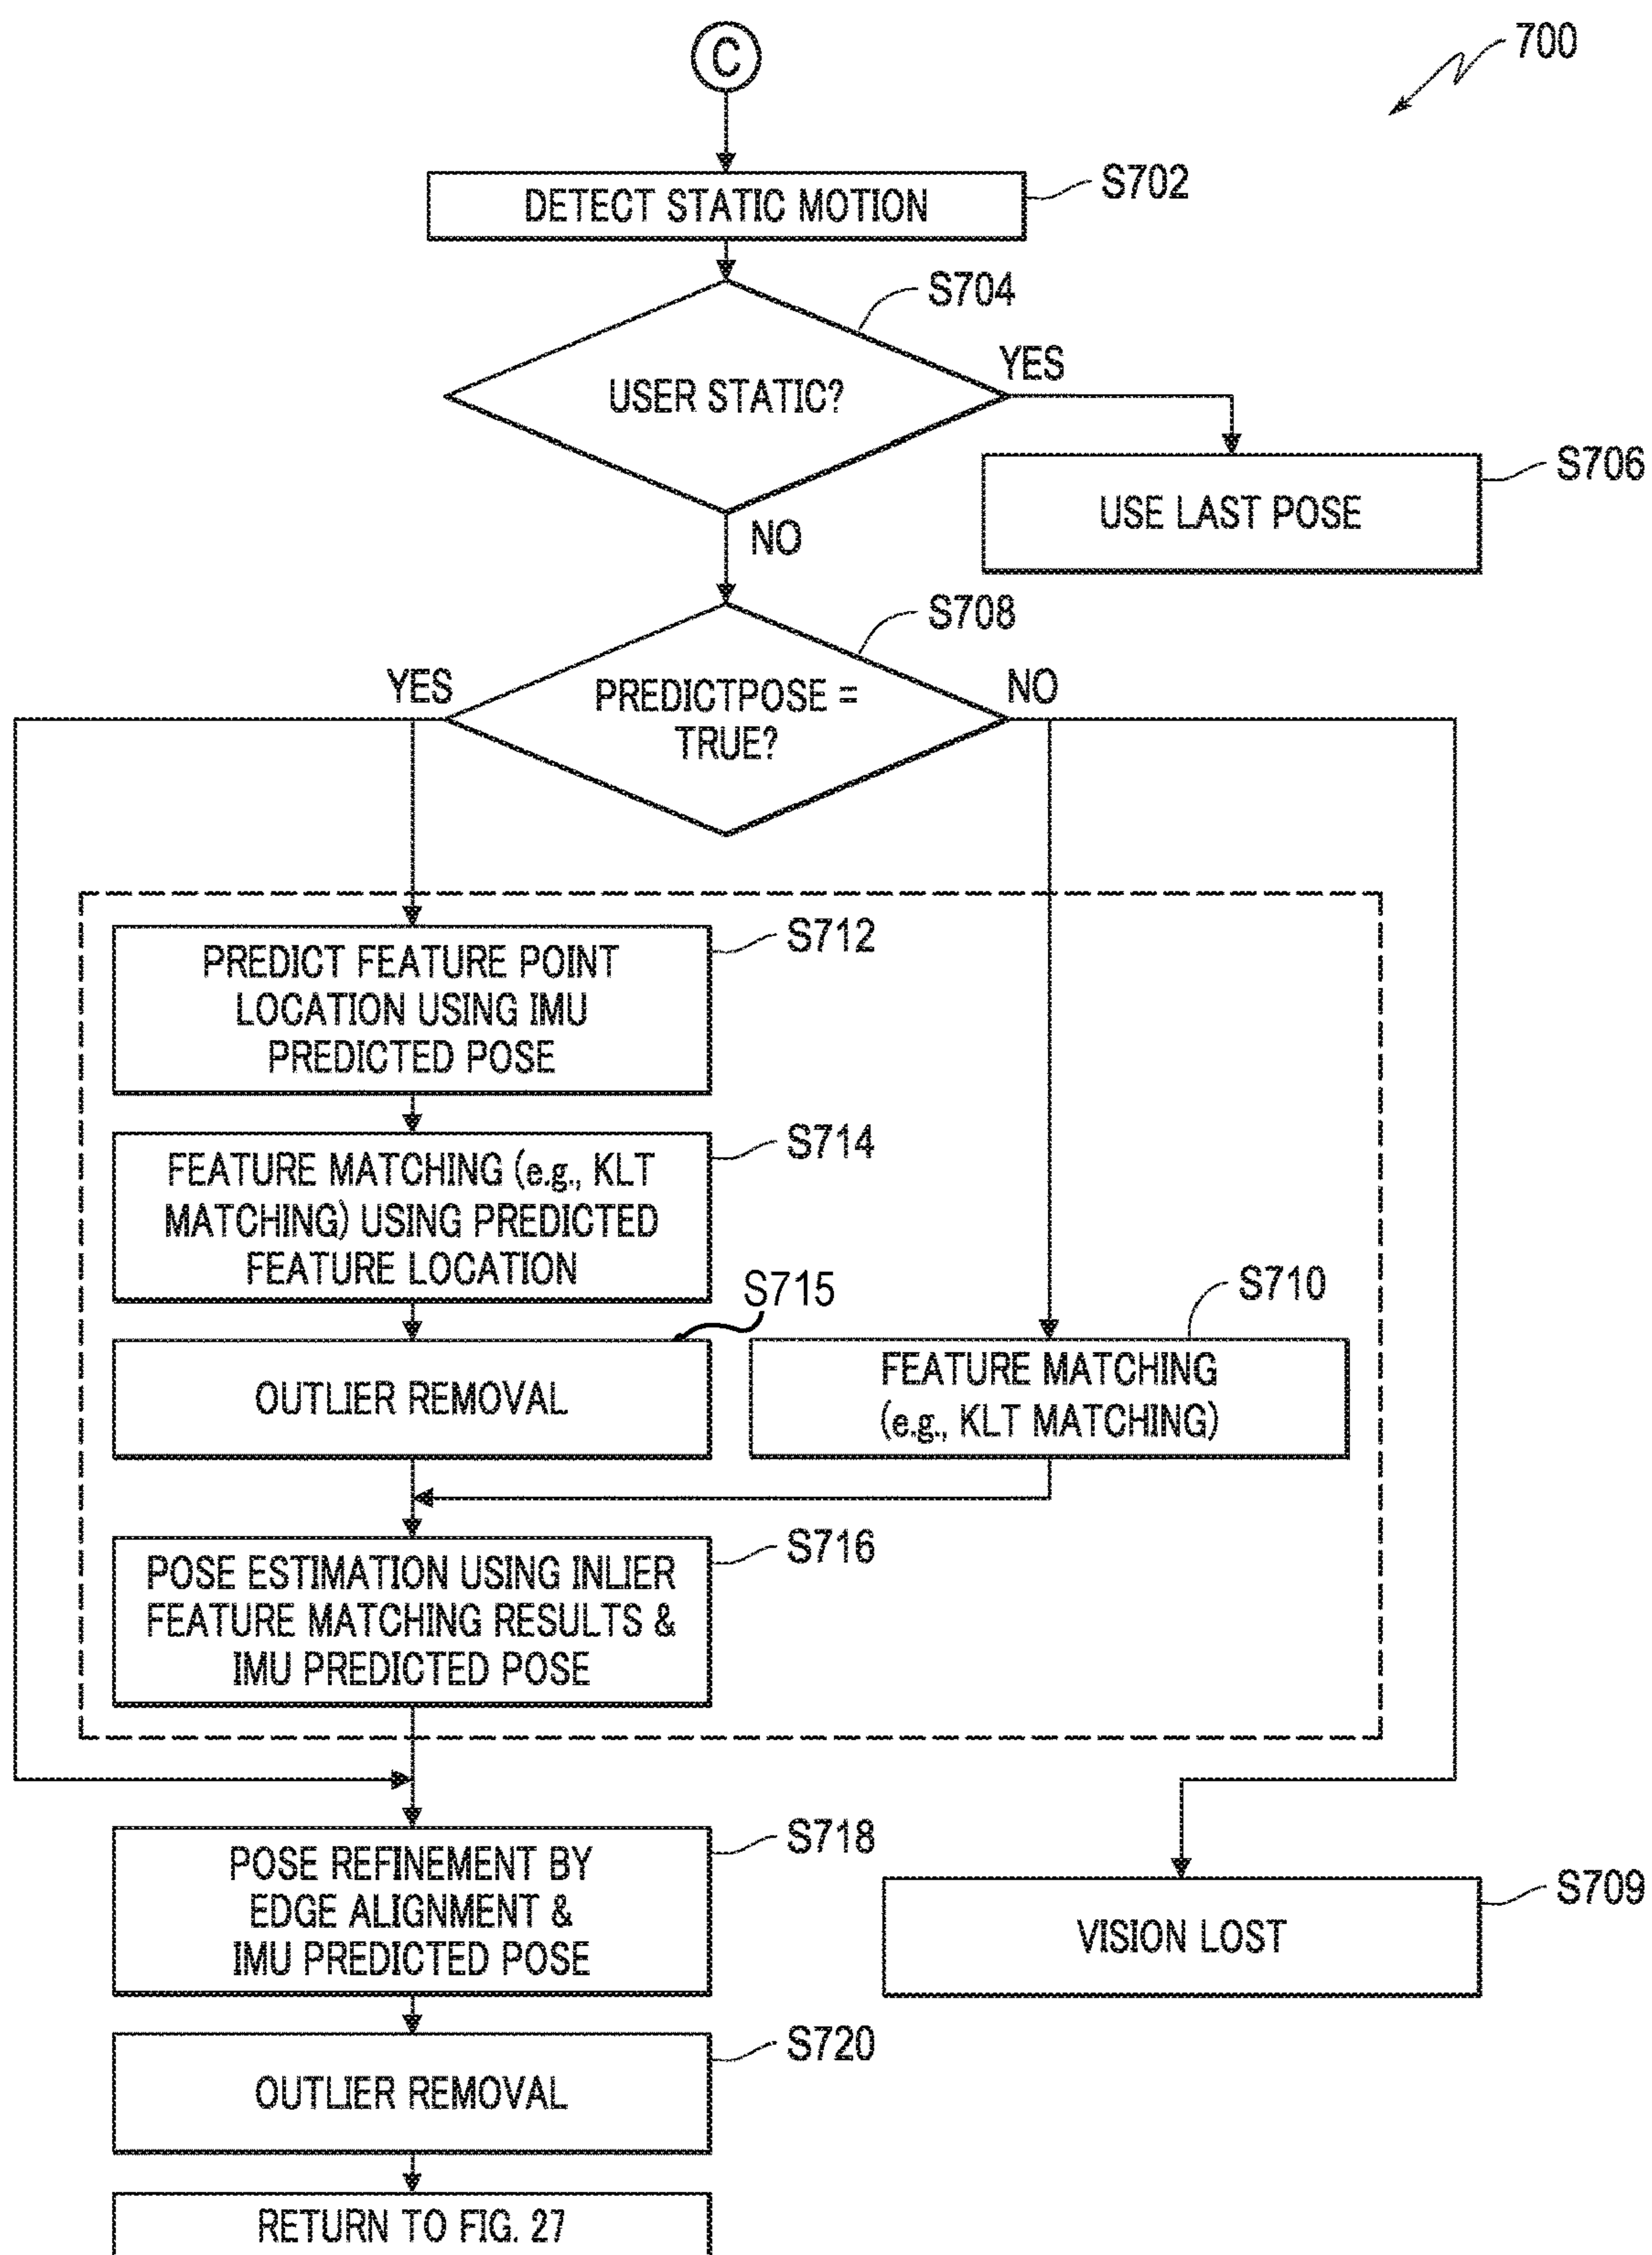 C
700
DETECT STATIC MOTION
S702
S704
USER STATIC?
YES
S706
USE LAST POSE
NO
S708
YES
PREDICTPOSE =
TRUE?
NO
S712
PREDICT FEATURE POINT
LOCATION USING IMU
PREDICTED POSE
S714
FEATURE MATCHING (e.g., KLT
MATCHING) USING PREDICTED
FEATURE LOCATION
S715
OUTLIER REMOVAL
S710
FEATURE MATCHING
(e.g., KLT MATCHING)
S716
POSE ESTIMATION USING INLIER
FEATURE MATCHING RESULTS &
IMU PREDICTED POSE
S718
POSE REFINEMENT BY
EDGE ALIGNMENT &
IMU PREDICTED POSE
S709
VISION LOST
S720
OUTLIER REMOVAL
RETURN TO FIG. 27